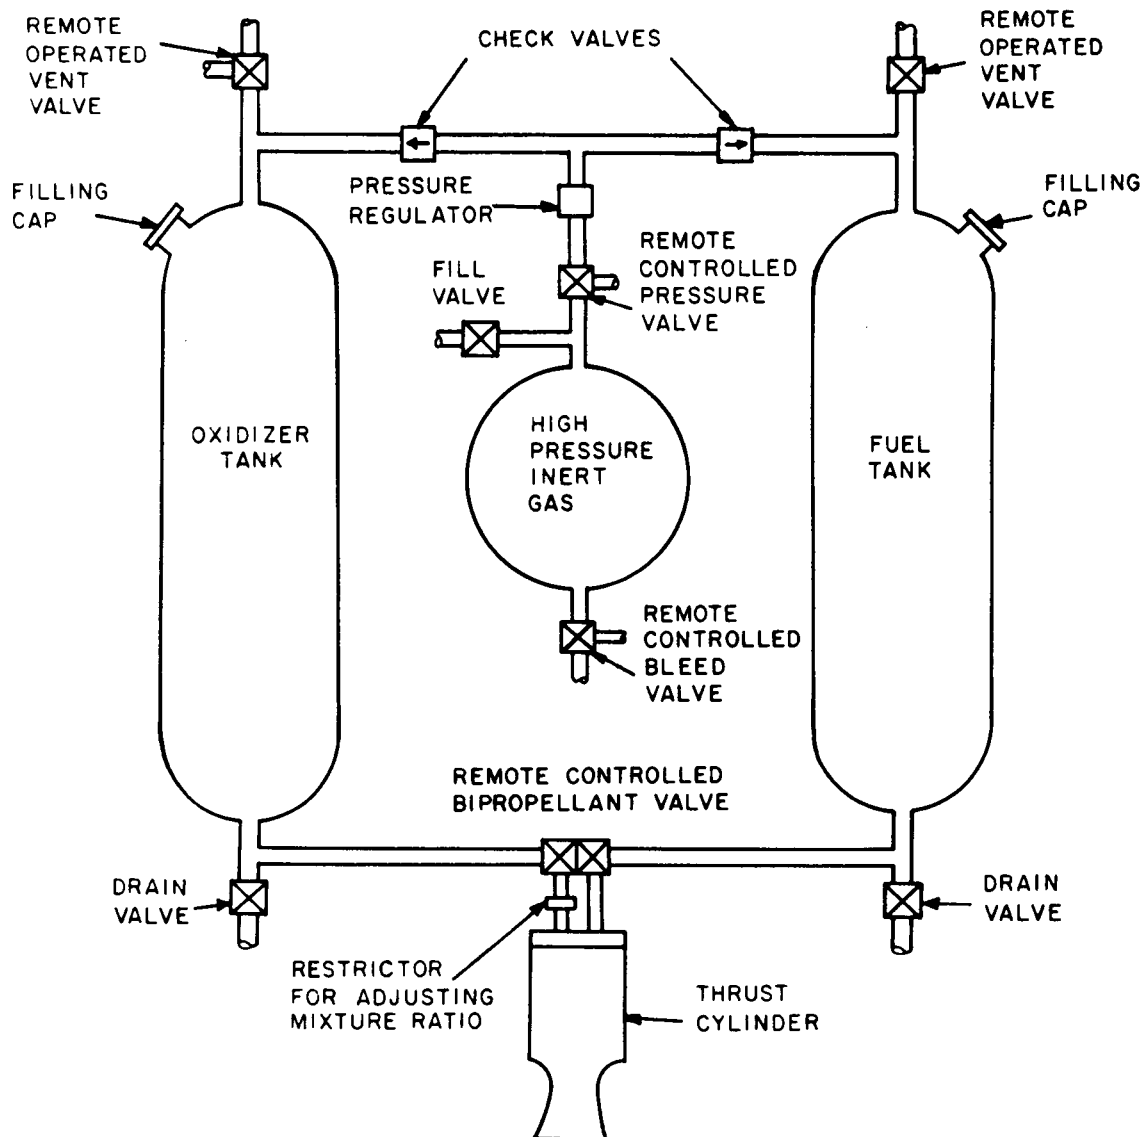 REMOTE
OPERATED
VENT
VALVE
CHECK VALVES
REMOTE
OPERATED
VENT
VALVE
FILLING
CAP
PRESSURE
REGULATOR
FILLING
CAP
FILL
VALVE
REMOTE
CONTROLLED
PRESSURE
VALVE
OXIDIZER
TANK
HIGH
PRESSURE
INERT
GAS
FUEL
TANK
REMOTE
CONTROLLED
BLEED
VALVE
REMOTE CONTROLLED
BIPROPELLANT VALVE
DRAIN
VALVE
DRAIN
VALVE
RESTRICTOR
FOR ADJUSTING
MIXTURE RATIO
THRUST
CYLINDER